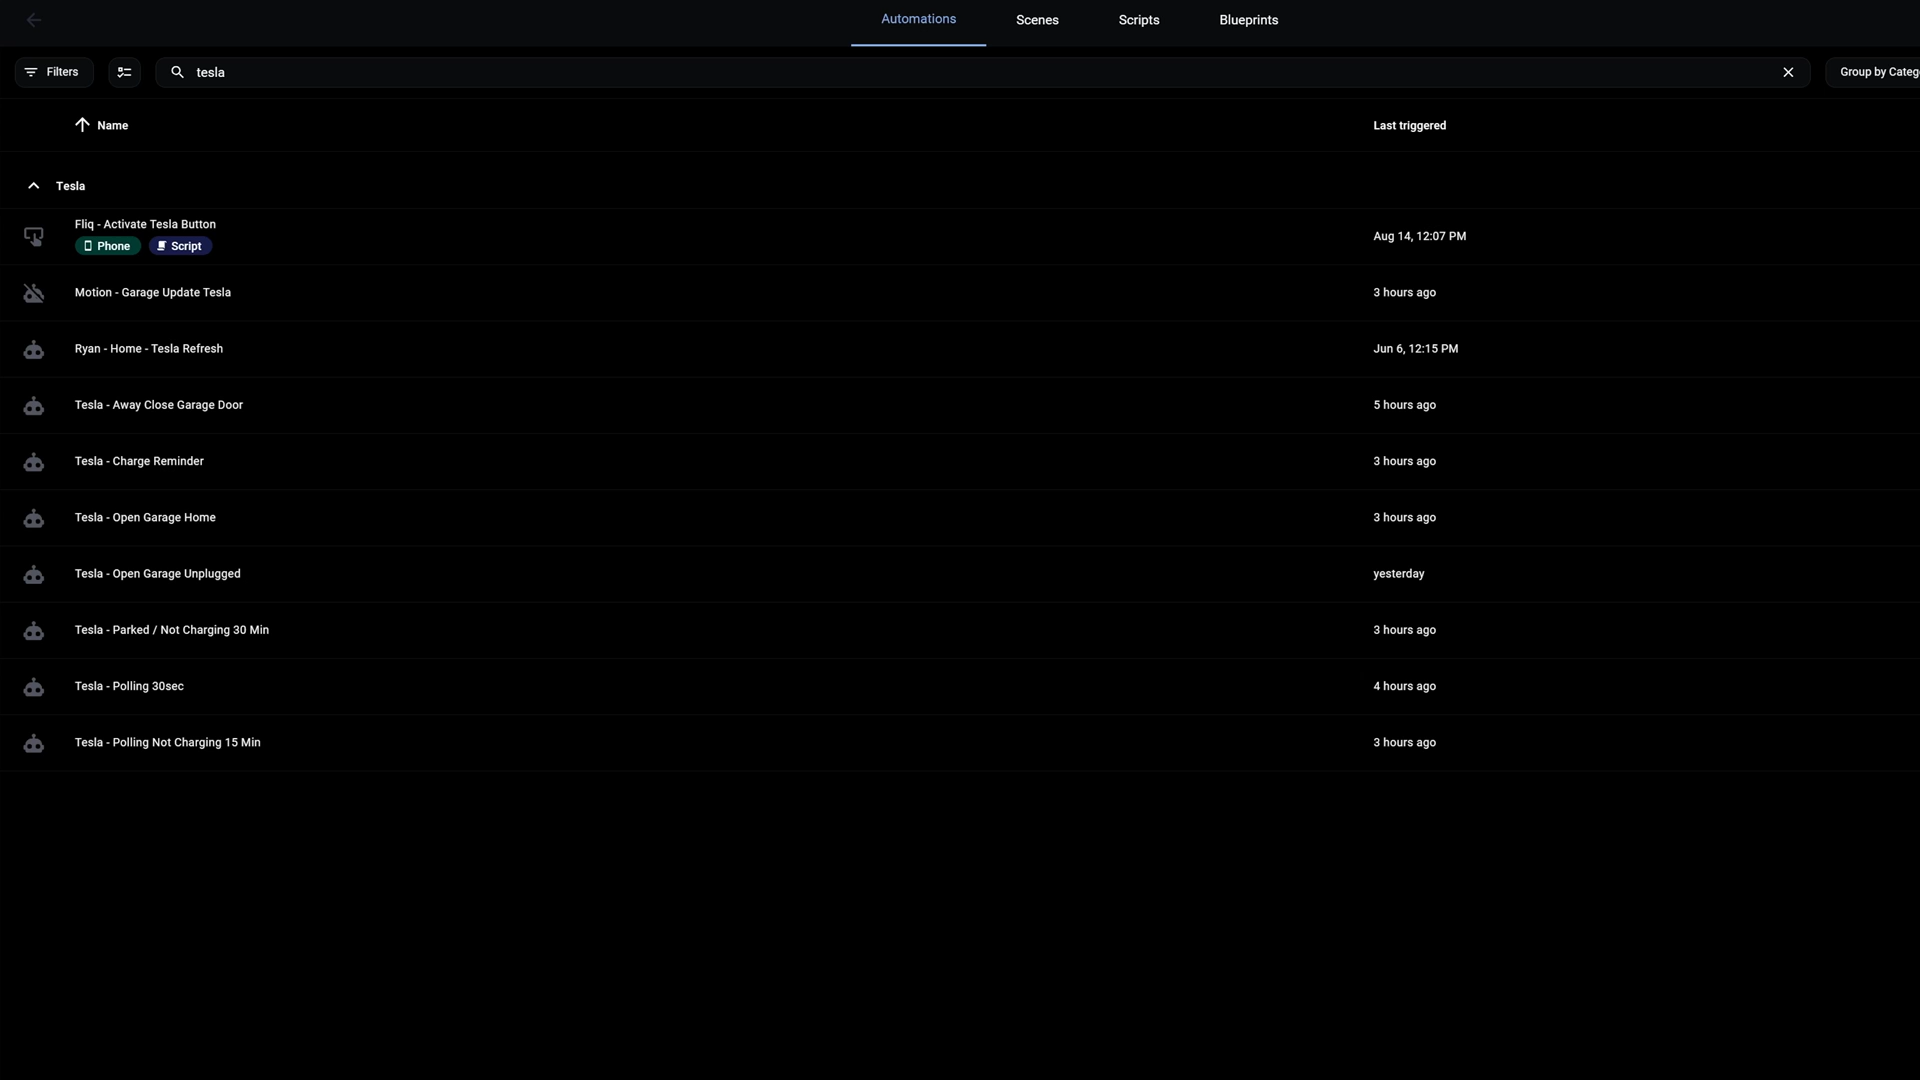 Automations Scenes Scripts Blueprints
Filters tesla Group by Categ
Name Last triggered
Tesla
Fliq - Activate Tesla Button
Phone Script Aug 14, 12:07 PM
Motion - Garage Update Tesla 3 hours ago
Ryan - Home - Tesla Refresh Jun 6, 12:15 PM
Tesla - Away Close Garage Door 5 hours ago
Tesla - Charge Reminder 3 hours ago
Tesla - Open Garage Home 3 hours ago
Tesla - Open Garage Unplugged yesterday
Tesla - Parked / Not Charging 30 Min 3 hours ago
Tesla - Polling 30sec 4 hours ago
Tesla - Polling Not Charging 15 Min 3 hours ago